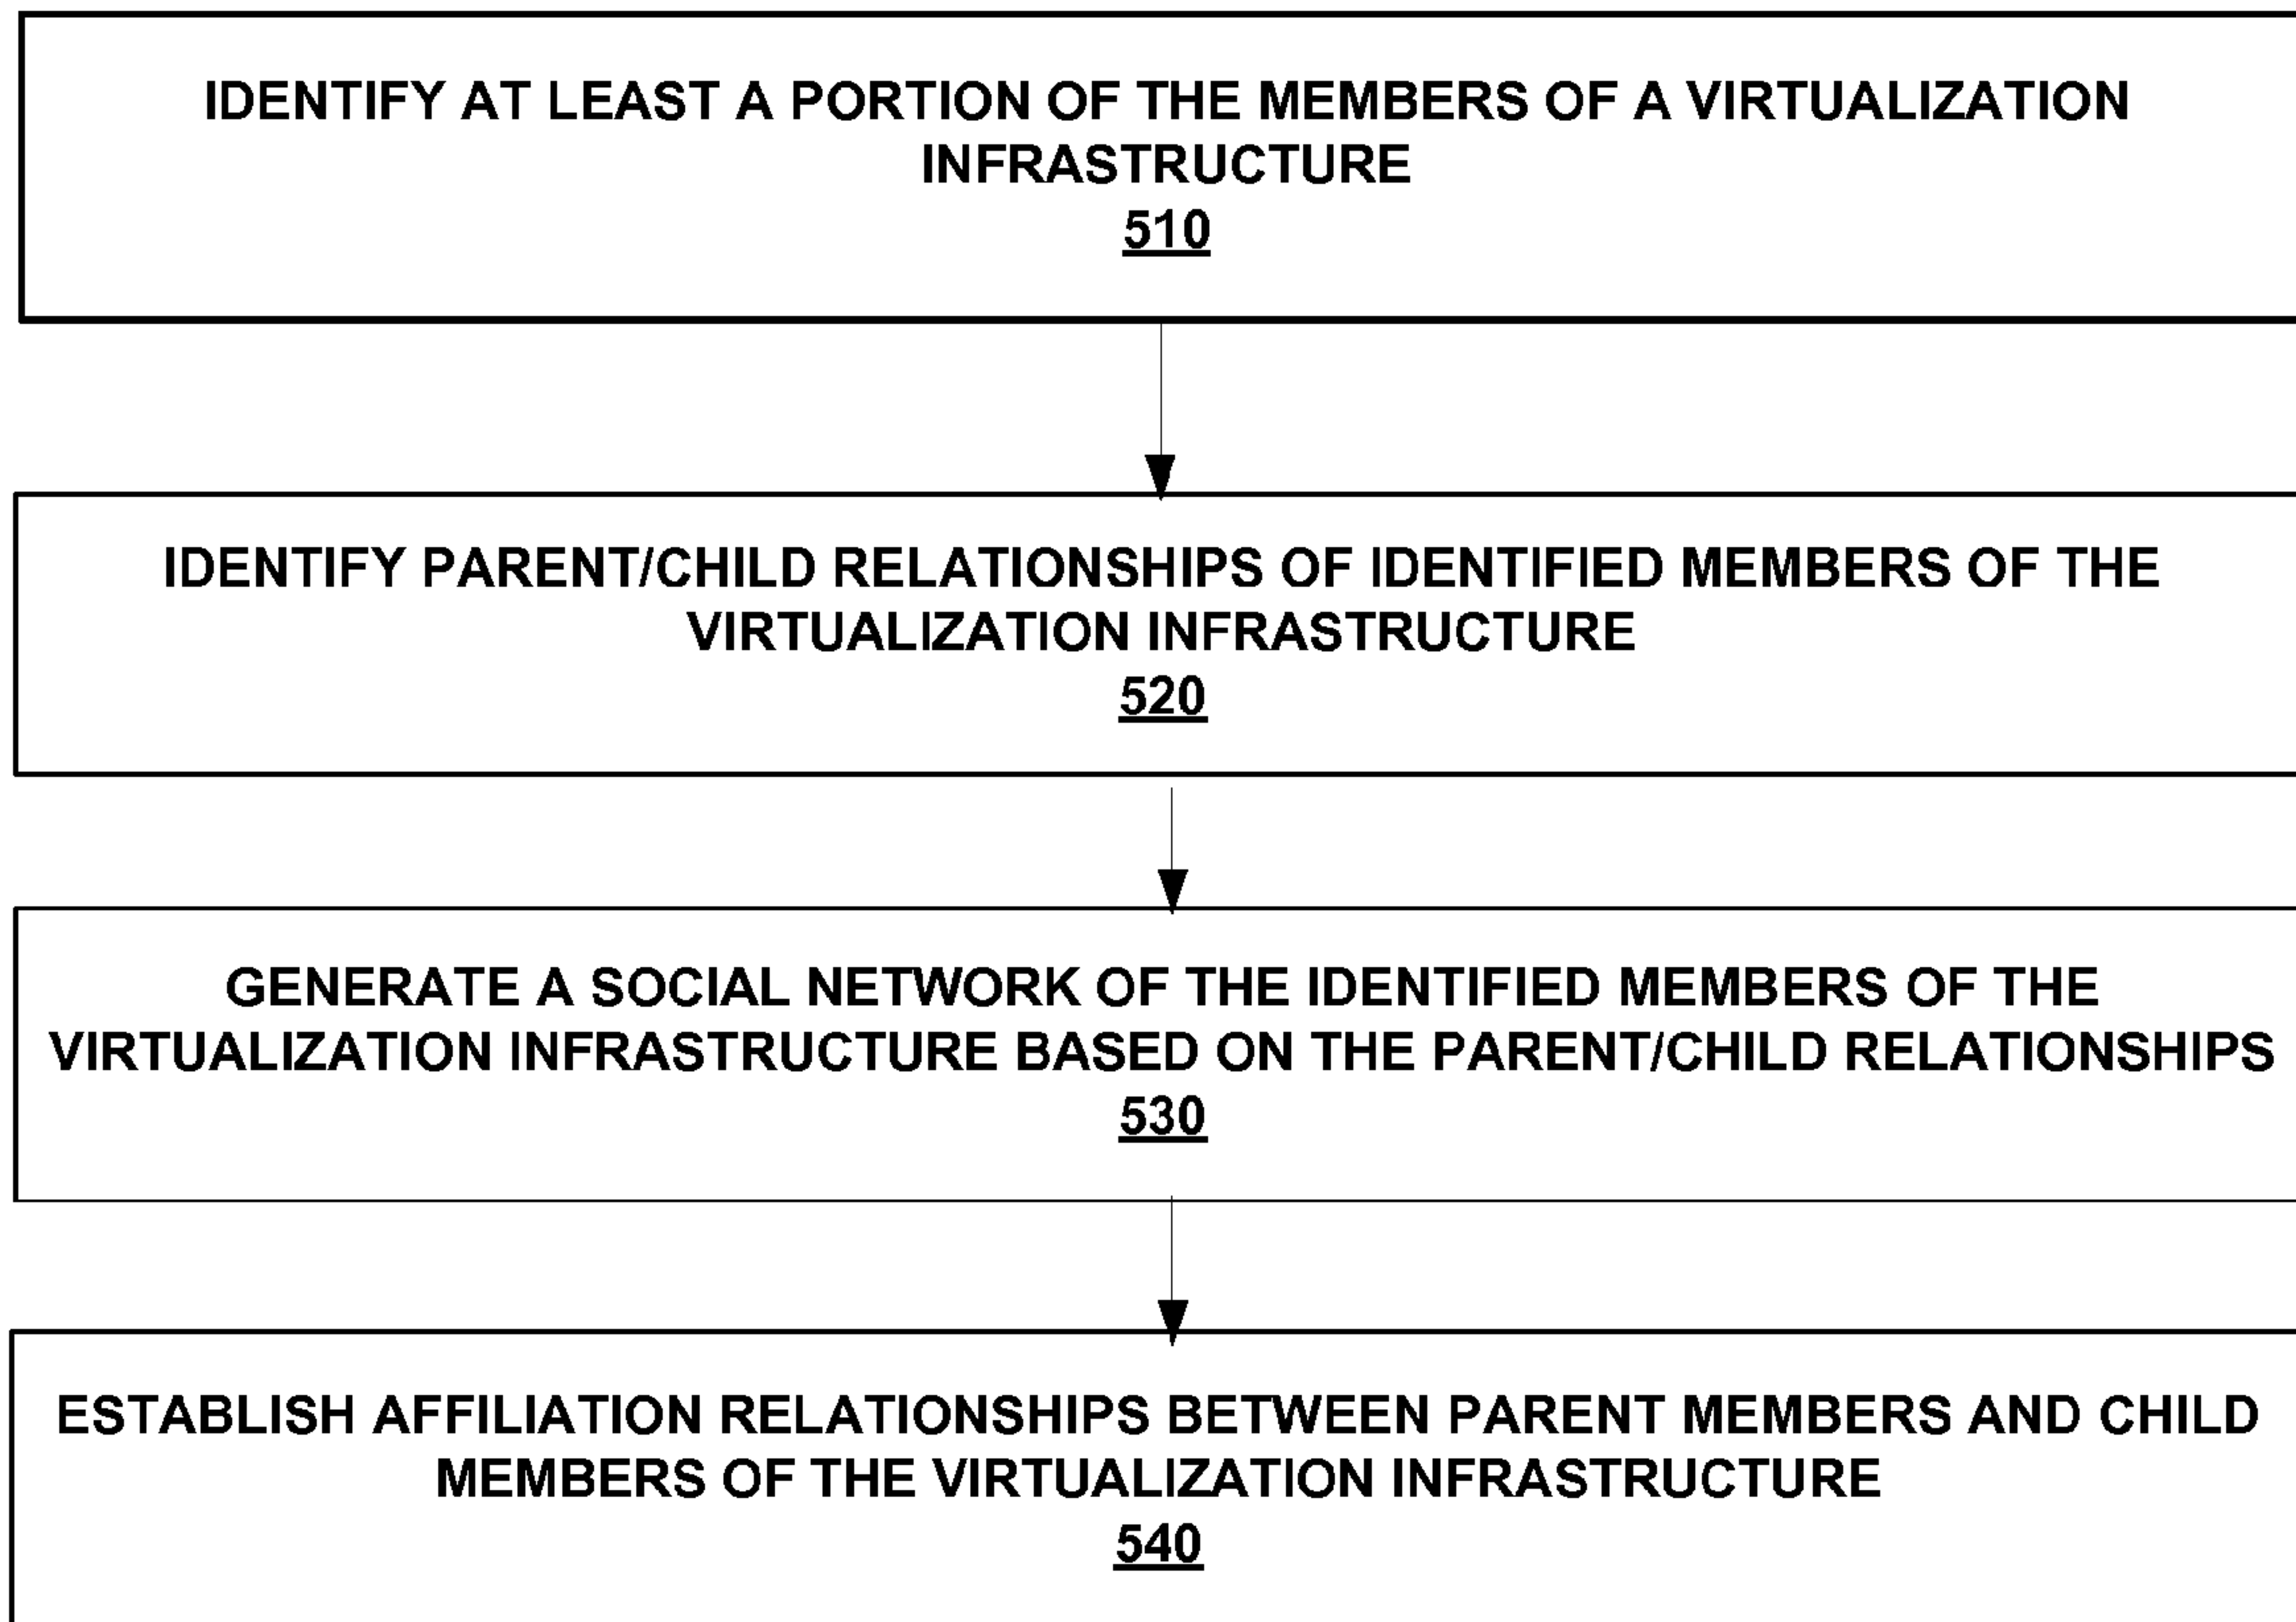 IDENTIFY AT LEAST A PORTION OF THE MEMBERS OF A VIRTUALIZATION
INFRASTRUCTURE
510
IDENTIFY PARENT/CHILD RELATIONSHIPS OF IDENTIFIED MEMBERS OF THE
VIRTUALIZATION INFRASTRUCTURE
520
GENERATE A SOCIAL NETWORK OF THE IDENTIFIED MEMBERS OF THE
VIRTUALIZATION INFRASTRUCTURE BASED ON THE PARENT/CHILD RELATIONSHIPS
530
ESTABLISH AFFILIATION RELATIONSHIPS BETWEEN PARENT MEMBERS AND CHILD
MEMBERS OF THE VIRTUALIZATION INFRASTRUCTURE
540